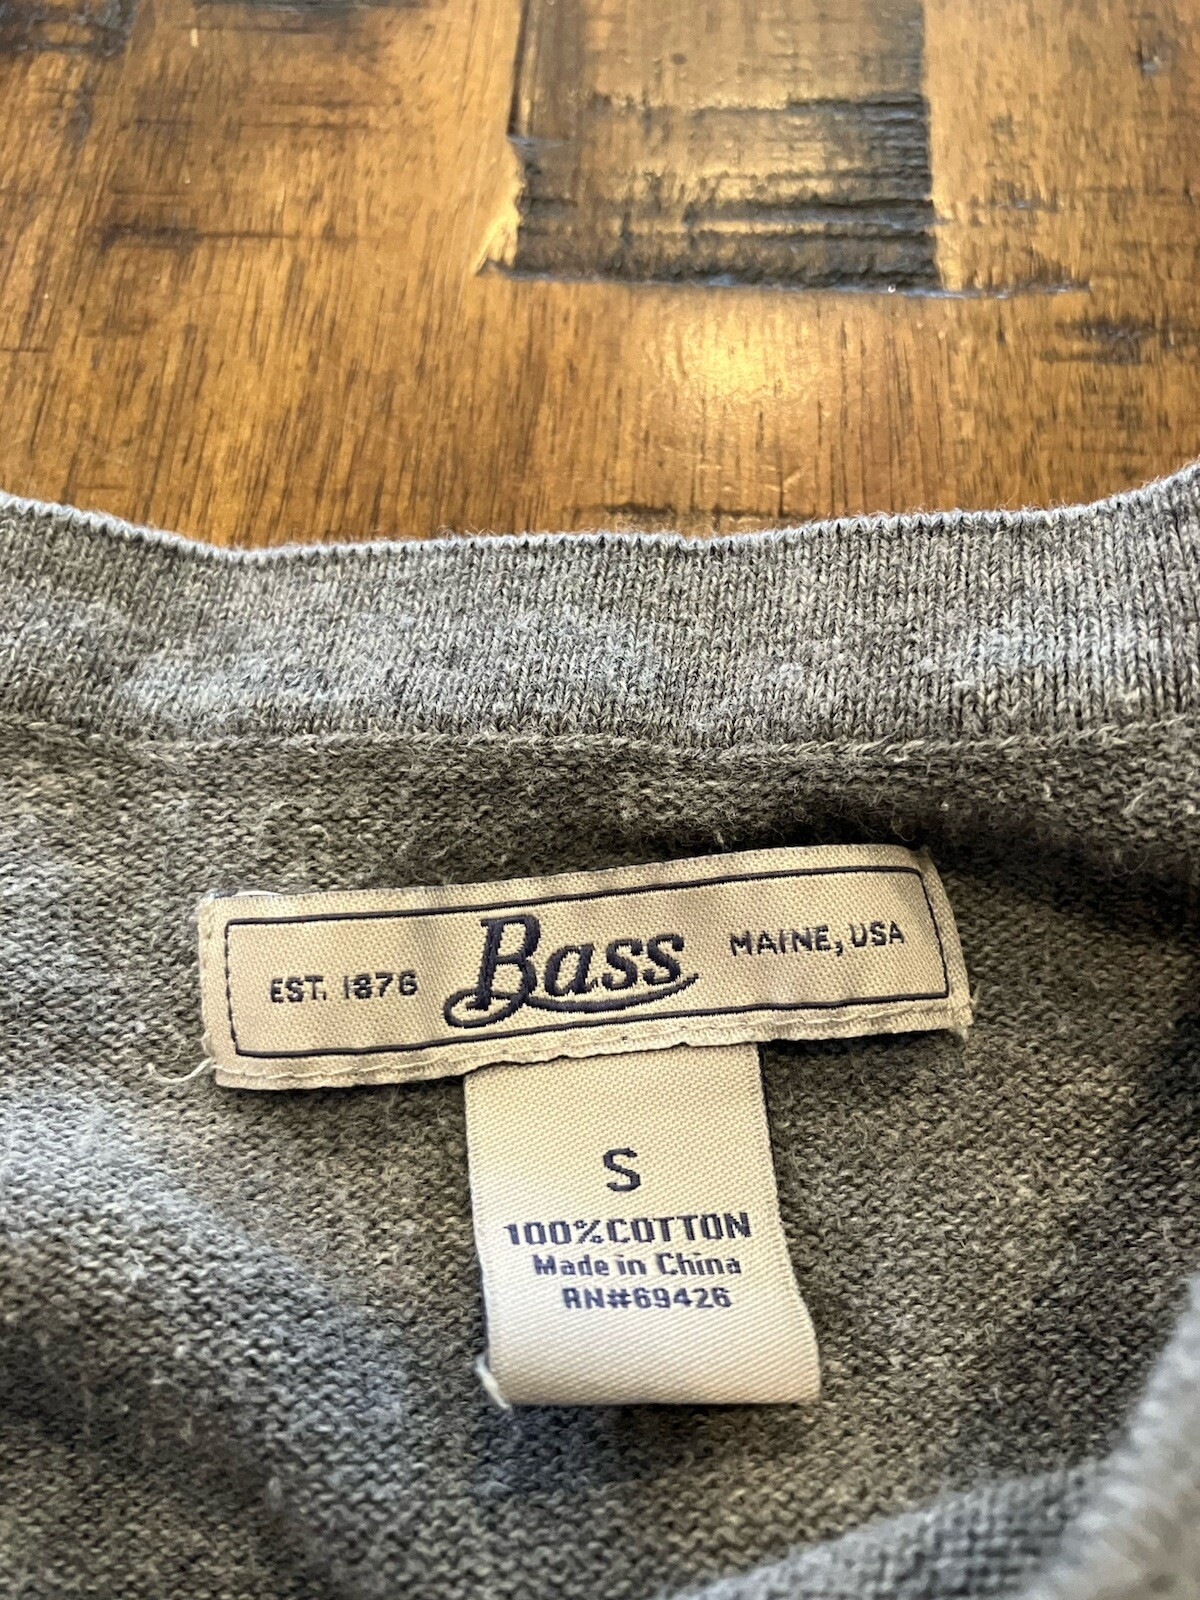 EST. 1876 Bass MAINE, USA
S
100%COTTON
Made in China
RN#69426